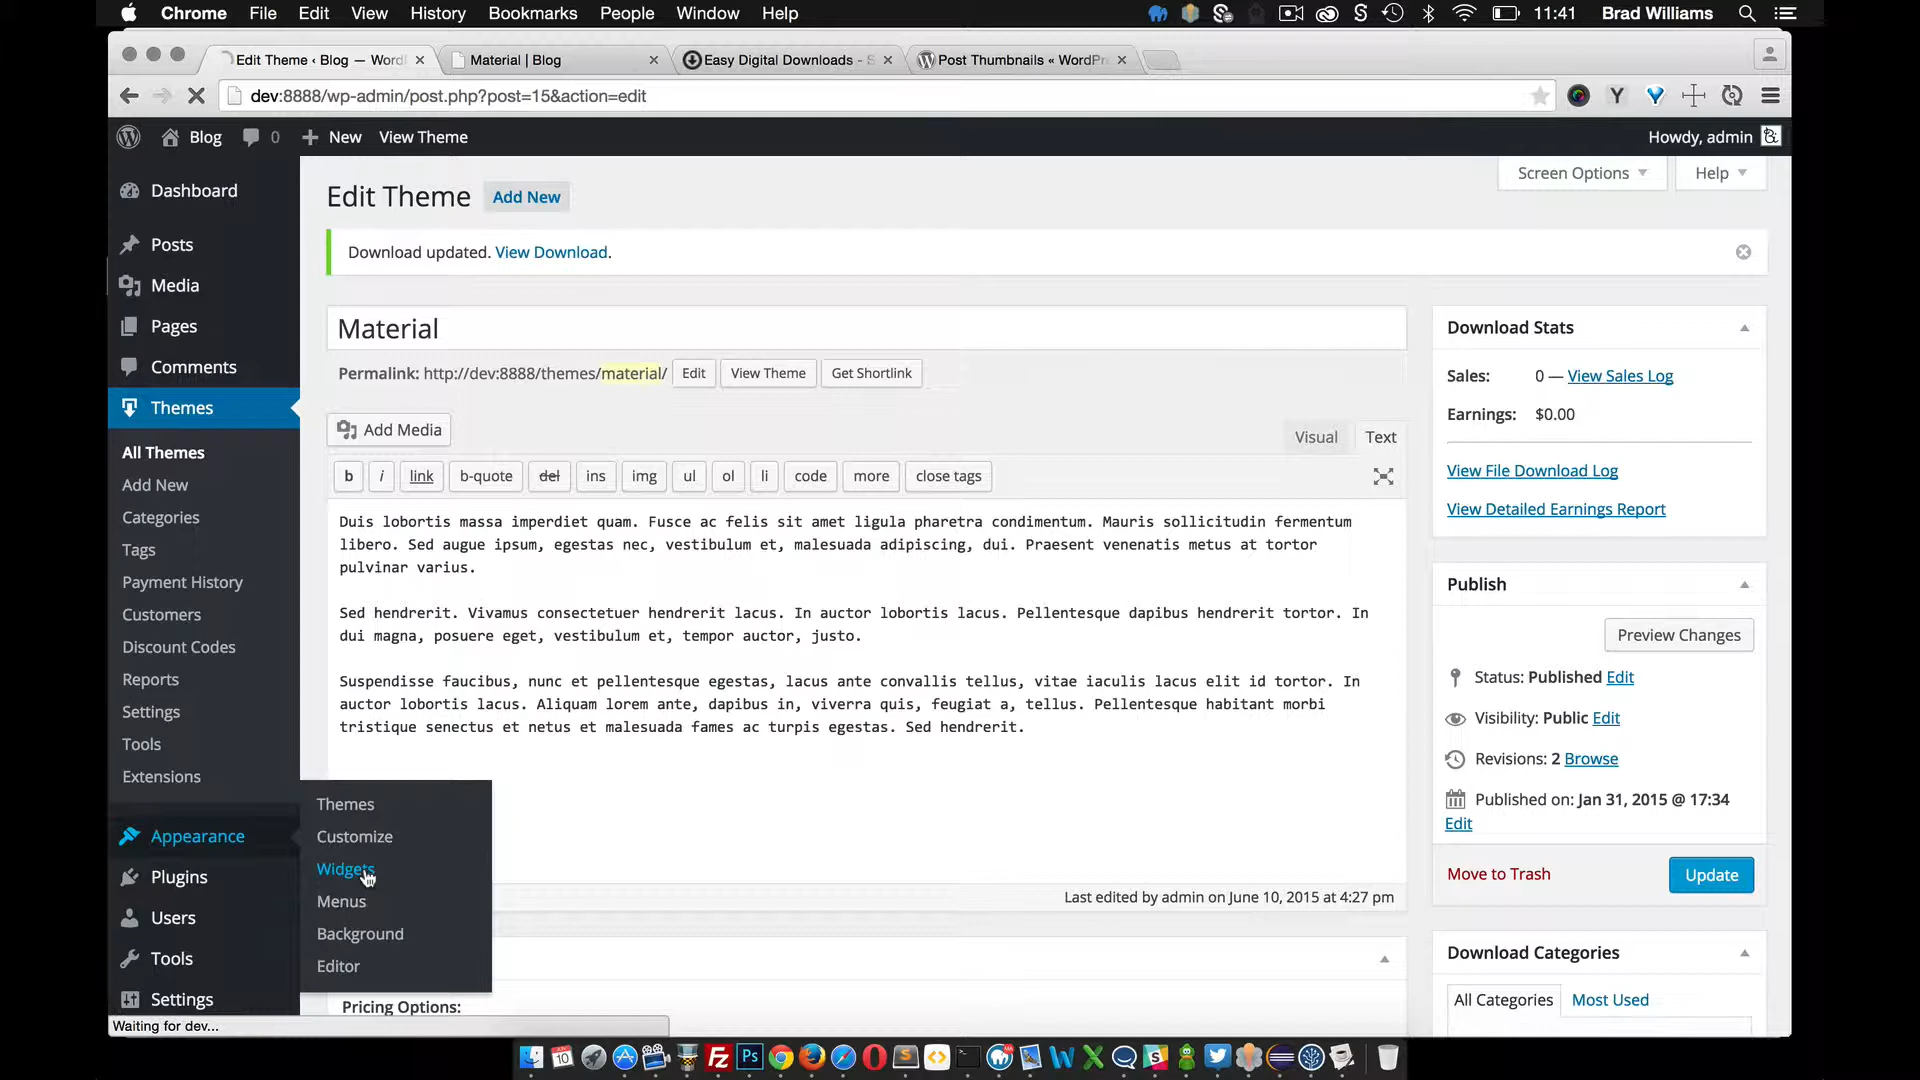 Chrome File Edit View History Bookmarks People Window Help 11:41 Brad Williams
Edit Theme ‹ Blog — Word
Material | Blog
Easy Digital Downloads - S
Post Thumbnails « WordPr
dev:8888/wp-admin/post.php?post=15&action=edit
Blog 0 New View Theme Howdy, admin
Screen Options Help
Edit Theme Add New
Download updated. View Download.
Dashboard
Posts
Media
Pages
Comments
Themes
All Themes
Add New
Categories
Tags
Payment History
Customers
Discount Codes
Reports
Settings
Tools
Extensions
Appearance
Plugins
Users
Tools
Settings
Themes
Customize
Widgets
Menus
Background
Editor
Material
Permalink: http://dev:8888/themes/material/ Edit View Theme Get Shortlink
Add Media Visual Text
b i link b-quote del ins img ul ol li code more close tags
Duis lobortis massa imperdiet quam. Fusce ac felis sit amet ligula pharetra condimentum. Mauris sollicitudin fermentum
libero. Sed augue ipsum, egestas nec, vestibulum et, malesuada adipiscing, dui. Praesent venenatis metus at tortor
pulvinar varius.
Sed hendrerit. Vivamus consectetuer hendrerit lacus. In auctor lobortis lacus. Pellentesque dapibus hendrerit tortor. In
dui magna, posuere eget, vestibulum et, tempor auctor, justo.
Suspendisse faucibus, nunc et pellentesque egestas, lacus ante convallis tellus, vitae iaculis lacus elit id tortor. In
auctor lobortis lacus. Aliquam lorem ante, dapibus in, viverra quis, feugiat a, tellus. Pellentesque habitant morbi
tristique senectus et netus et malesuada fames ac turpis egestas. Sed hendrerit.
Last edited by admin on June 10, 2015 at 4:27 pm
Pricing Options:
Download Stats
Sales: 0 — View Sales Log
Earnings: $0.00
View File Download Log
View Detailed Earnings Report
Publish
Preview Changes
Status: Published Edit
Visibility: Public Edit
Revisions: 2 Browse
Published on: Jan 31, 2015 @ 17:34
Edit
Move to Trash Update
Download Categories
All Categories Most Used
Waiting for dev...